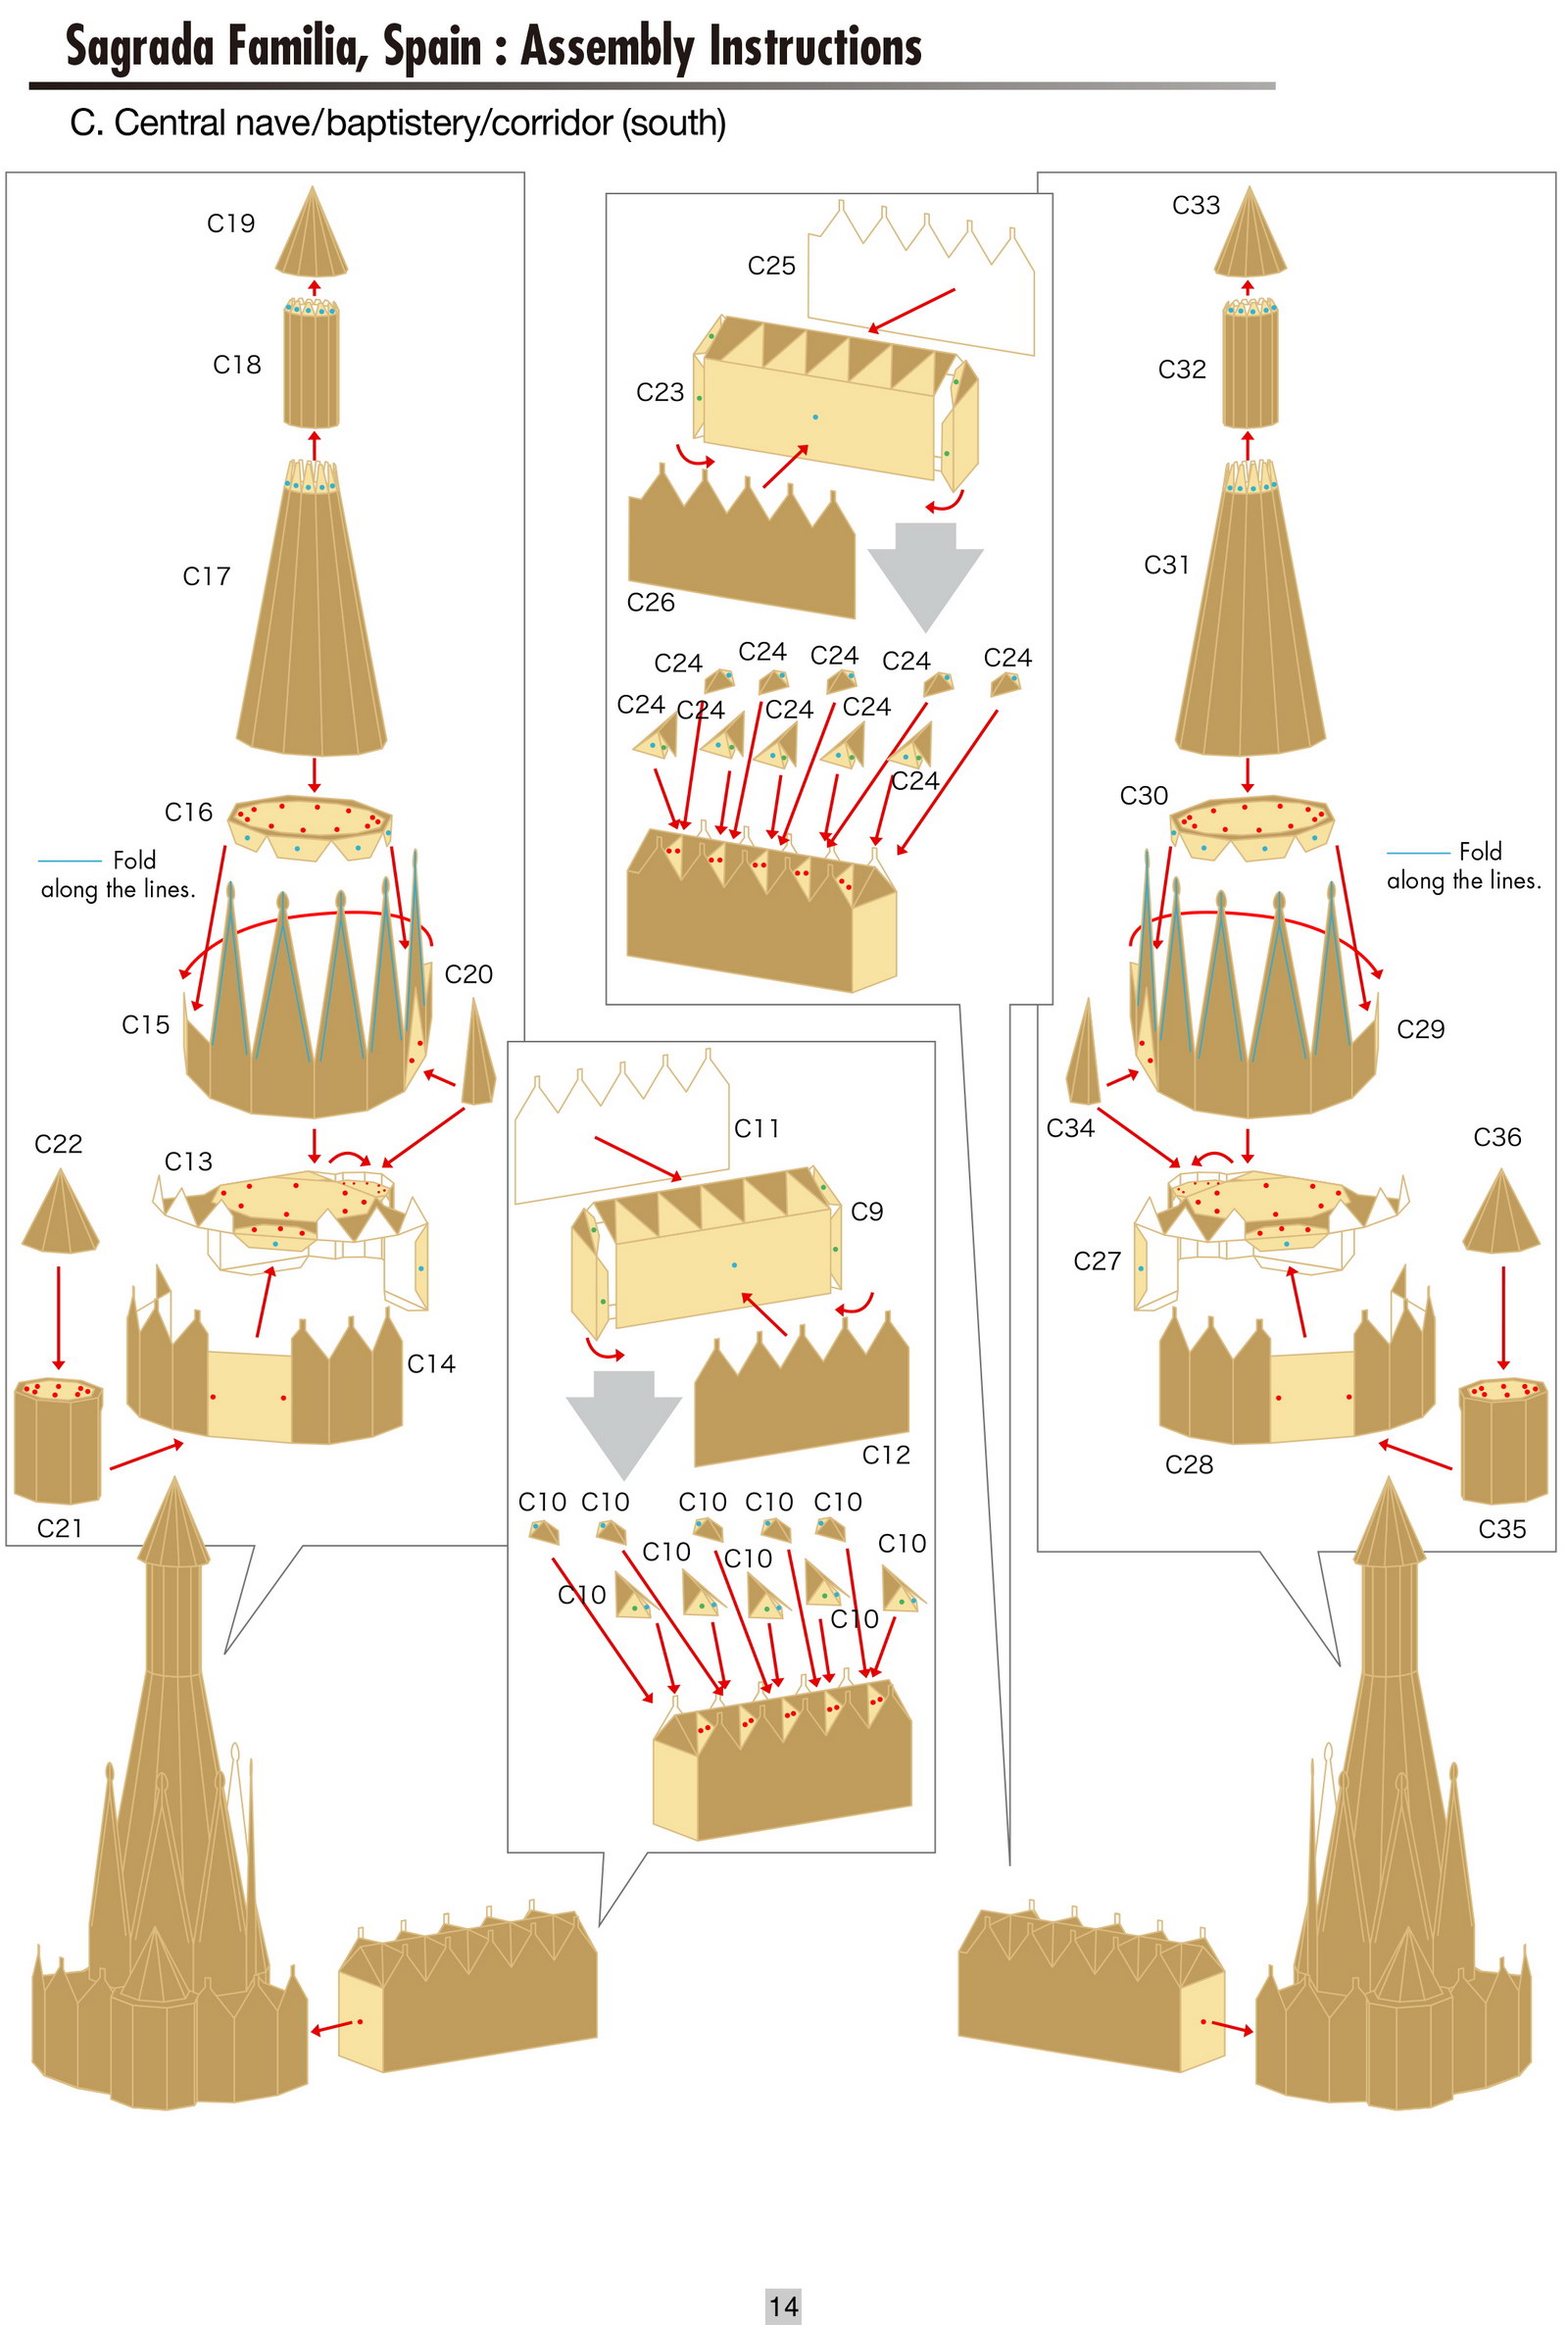 Sagrada Familia, Spain : Assembly Instructions
C. Central nave/baptistery/corridor (south)
C19
C18
C17
C16
Fold
along the lines.
C20
C15
C22
C13
C14
C21
C25
C23
C26
C24
C24
C24
C24
C24
C24
C24
C24
C24
C24
C11
C9
C12
C10
C10
C10
C10
C10
C10
C10
C10
C10
C10
C33
C32
C31
C30
Fold
along the lines.
C29
C34
C36
C27
C28
C35
14